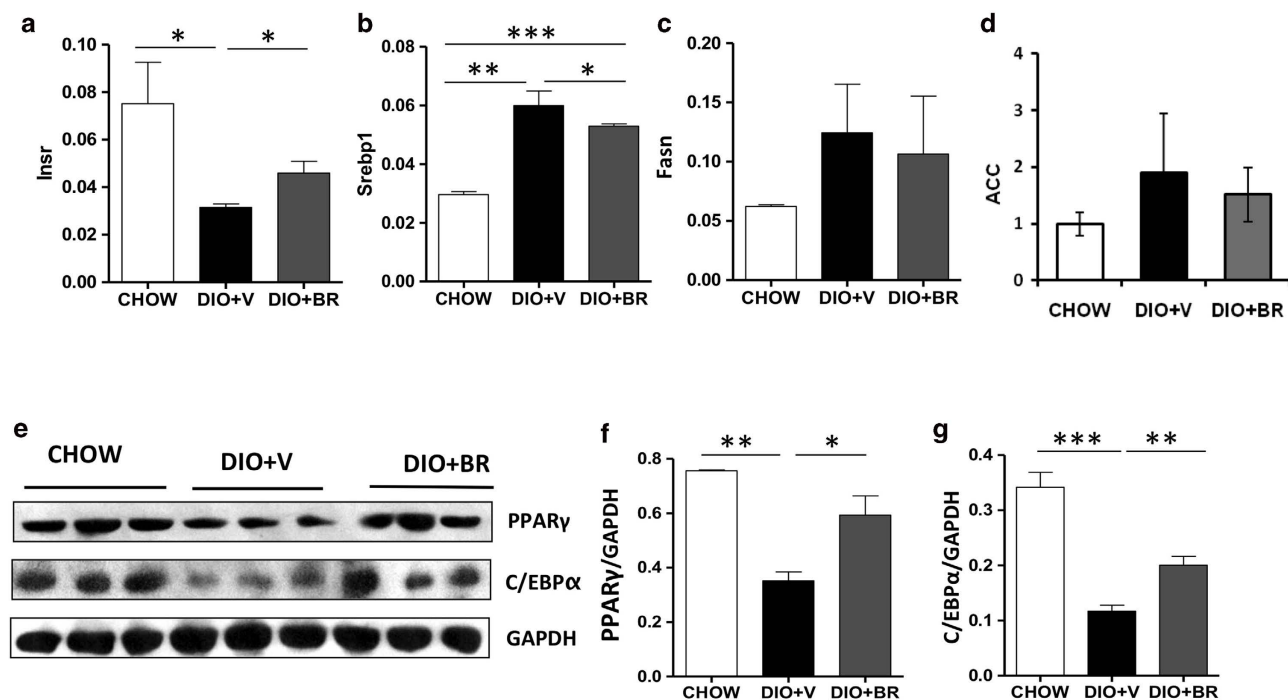 a
Insr
0.10
0.08
0.06
0.04
0.02
0.00
* *
CHOW DIO+V DIO+BR
b
Srebp1
0.08
0.06
0.04
0.02
0.00
***
** *
CHOW DIO+V DIO+BR
c
Fasn
0.20
0.15
0.10
0.05
0.00
CHOW DIO+V DIO+BR
d
ACC
4
3
2
1
0
CHOW DIO+V DIO+BR
e
CHOW DIO+V DIO+BR
PPARγ
C/EBPα
GAPDH
f
PPARγ/GAPDH
0.8
0.6
0.4
0.2
0.0
** *
CHOW DIO+V DIO+BR
g
C/EBPα/GAPDH
0.4
0.3
0.2
0.1
0.0
*** **
CHOW DIO+V DIO+BR